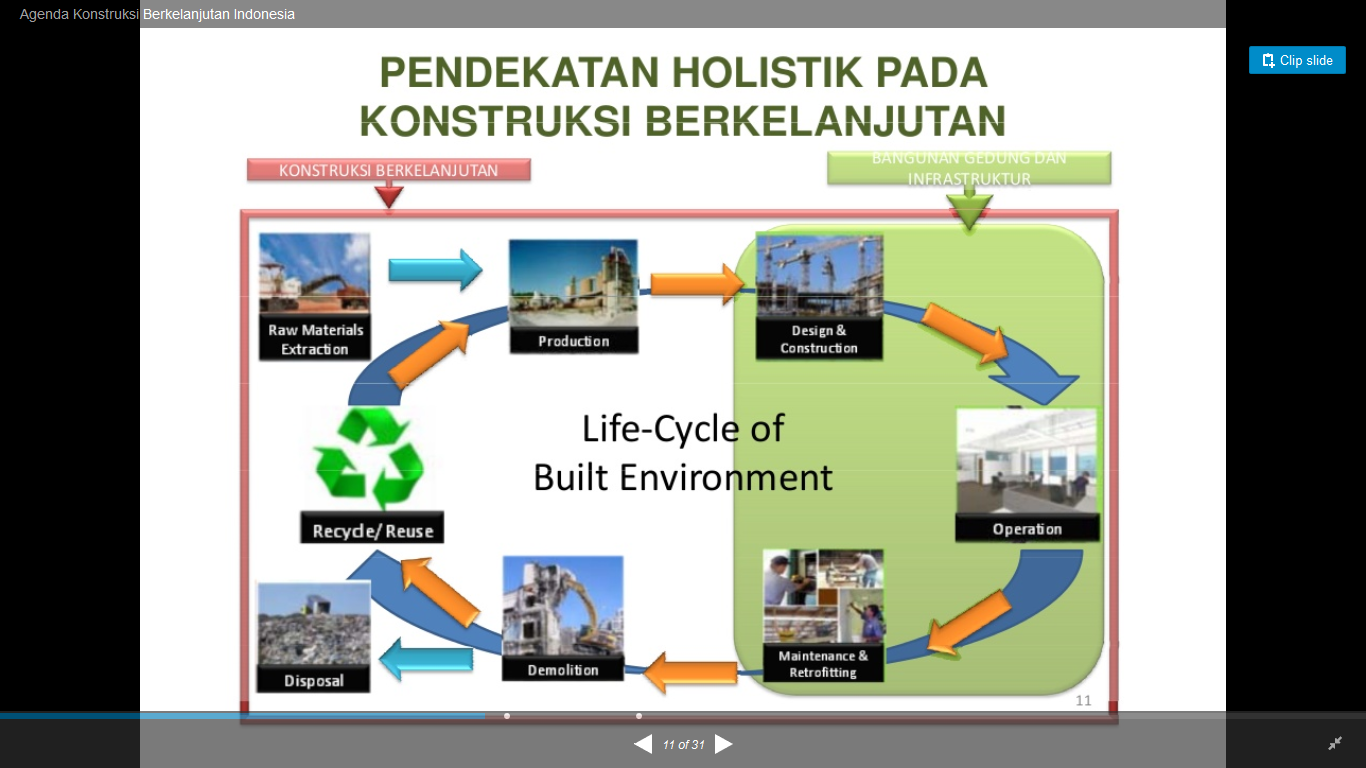 Agenda Konstruksi Berkelanjutan Indonesia
Clip slide
PENDEKATAN HOLISTIK PADA
KONSTRUKSI BERKELANJUTAN
KONSTRUKSI BERKELANJUTAN
BANGUNAN GEDUNG DAN
INFRASTRUKTUR
Raw Materials
Extraction
Production
Design &
Construction
Life-Cycle of
Built Environment
Recycle/ Reuse
Operation
Disposal
Demolition
Maintenance &
Retrofitting
11
11 of 31